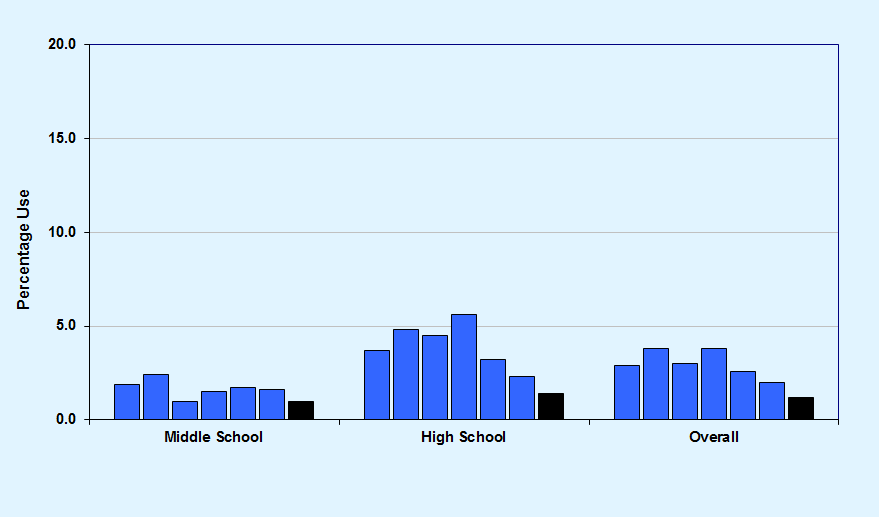 20.0
15.0
10.0
5.0
0.0
Percentage Use
Middle School
High School
Overall